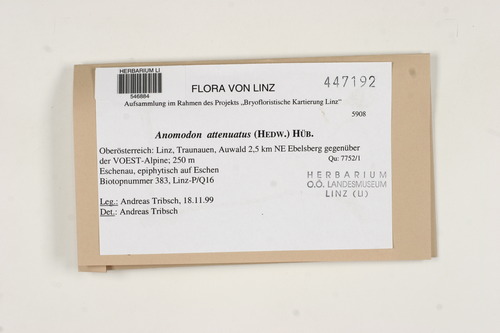 HERBARIUM LI
546884
FLORA VON LINZ
447192
Aufsammlung im Rahmen des Projekts „Bryofloristische Kartierung Linz"
5908
Anomodon attenuatus (HEDW.) HÜB.
Oberösterreich: Linz, Traunauen, Auwald 2,5 km NE Ebelsberg gegenüber
der VOEST-Alpine; 250 m Qu: 7752/1
Eschenau, epiphytisch auf Eschen
Biotopnummer 383, Linz-P/Q16
HERBARIUM
O.Ö. LANDESMUSEUM
LINZ (LI)
Leg.: Andreas Tribsch, 18.11.99
Det.: Andreas Tribsch